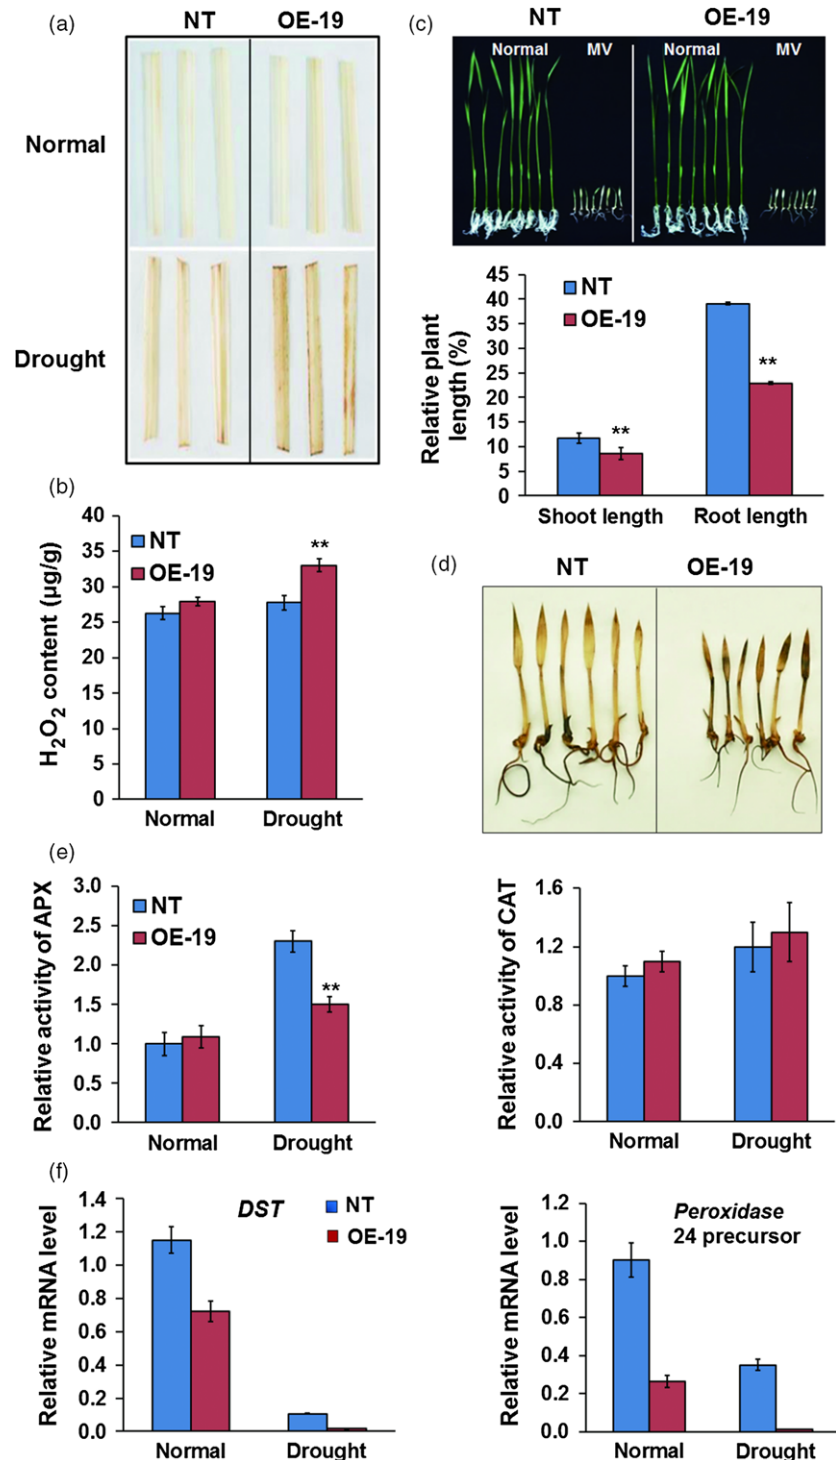 (a)
NT OE-19
Normal
Drought
(b)
H2O2 content (µg/g)
40
35
30
25
20
15
10
5
0
NT
OE-19
**
Normal Drought
(c)
NT OE-19
Normal MV Normal MV
Relative plant
length (%)
45
40
35
30
25
20
15
10
5
0
NT
OE-19
**
**
Shoot length Root length
(d)
NT OE-19
(e)
Relative activity of APX
3.0
2.5
2.0
1.5
1.0
0.5
0.0
NT
OE-19
**
Normal Drought
Relative activity of CAT
1.6
1.2
0.8
0.4
0.0
Normal Drought
(f)
Relative mRNA level
1.4
1.2
1.0
0.8
0.6
0.4
0.2
0.0
DST
NT
OE-19
Normal Drought
Relative mRNA level
1.2
1.0
0.8
0.6
0.4
0.2
0.0
Peroxidase
24 precursor
Normal Drought